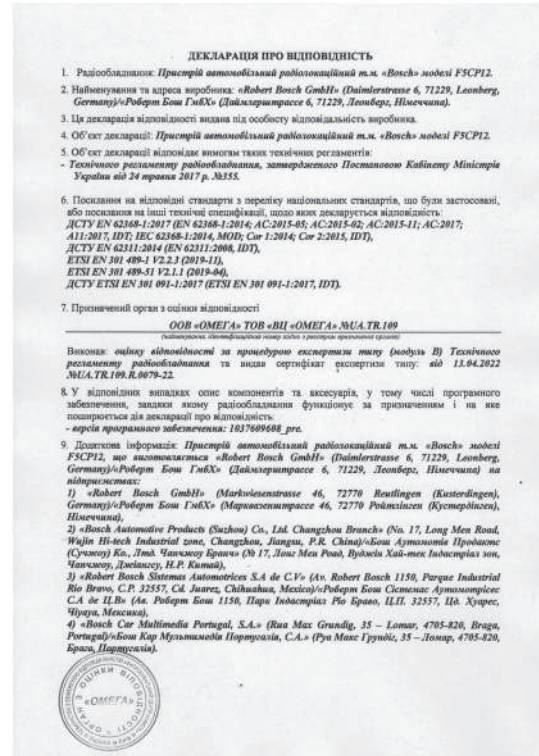 ДЕКЛАРАЦІЯ ПРО ВІДПОВІДНІСТЬ
1. Радіообладнання: Пристрій автомобільний радіолокаційний т.м. «Bosch» моделі F5CP12.
2. Найменування та адреса виробника: «Robert Bosch GmbH» (Daimlerstrasse 6, 71229, Leonberg,
Germany)/«Роберт Бош ГмбХ» (Даймлерштрассе 6, 71229, Леонберг, Німеччина).
3. Ця декларація відповідності видана під особисту відповідальність виробника.
4. Об'єкт декларації: Пристрій автомобільний радіолокаційний т.м. «Bosch» моделі F5CP12.
5. Об'єкт декларації відповідає вимогам таких технічних регламентів:
- Технічного регламенту радіообладнання, затвердженого Постановою Кабінету Міністрів
України від 24 травня 2017 р. №355.
6. Посилання на відповідні стандарти з переліку національних стандартів, що були застосовані,
або посилання на інші технічні специфікації, щодо яких декларується відповідність:
ДСТУ EN 62368-1:2017 (EN 62368-1:2014; AC:2015-05; AC:2015-02; AC:2015-11; AC:2017;
A11:2017, IDT; IEC 62368-1:2014, MOD; Cor 1:2014; Cor 2:2015, IDT),
ДСТУ EN 62311:2014 (EN 62311:2008, IDT),
ETSI EN 301 489-1 V2.2.3 (2019-11),
ETSI EN 301 489-51 V2.1.1 (2019-04),
ДСТУ ETSI EN 301 091-1:2017 (ETSI EN 301 091-1:2017, IDT).
7. Призначений орган з оцінки відповідності
ООВ «ОМЕГА» ТОВ «ВЦ «ОМЕГА» №UA.TR.109
(найменування, ідентифікаційний номер згідно з реєстром призначених органів)
Виконав: оцінку відповідності за процедурою експертизи типу (модуль В) Технічного
регламенту радіообладнання та видав сертифікат експертизи типу: від 13.04.2022
№UA.TR.109.R.0079-22.
8. У відповідних випадках опис компонентів та аксесуарів, у тому числі програмного
забезпечення, завдяки якому радіообладнання функціонує за призначенням і на яке
поширюється дія декларації про відповідність:
- версія програмного забезпечення: 1037609608_pre.
9. Додаткова інформація: Пристрій автомобільний радіолокаційний т.м. «Bosch» моделі
F5CP12, що виготовляється «Robert Bosch GmbH» (Daimlerstrasse 6, 71229, Leonberg,
Germany)/«Роберт Бош ГмбХ» (Даймлерштрассе 6, 71229, Леонберг, Німеччина) на
підприємствах:
1) «Robert Bosch GmbH» (Markwiesenstrasse 46, 72770 Reutlingen (Kusterdingen),
Germany)/«Роберт Бош ГмбХ» (Марквазенштрассе 46, 72770 Ройтлінген (Кустердінген),
Німеччина),
2) «Bosch Automotive Products (Suzhou) Co., Ltd. Changzhou Branch» (No. 17, Long Men Road,
Wujin Hi-tech Industrial zone, Changzhou, Jiangsu, P.R. China)/«Бош Аутомотів Продактс
(Сучжоу) Ко., Лтд. Чанчжоу Бранч» (№ 17, Лонг Мен Роад, Вуджін Хай-тек Індастріал зон,
Чанчжоу, Джіангсу, Н.Р. Китай),
3) «Robert Bosch Sistemas Automotrices S.A de C.V» (Av. Robert Bosch 1150, Parque Industrial
Rio Bravo, C.P. 32557, Cd. Juarez, Chihuahua, Mexico)/«Роберт Бош Сістемас Аутомотрісес
С.А де Ц.В» (Ав. Роберт Бош 1150, Парк Індастріал Ріо Браво, Ц.П. 32557, Цд. Хуарес,
Чіуауа, Мексика),
4) «Bosch Car Multimedia Portugal, S.A.» (Rua Max Grundig, 35 – Lomar, 4705-820, Braga,
Portugal)/«Бош Кар Мультимедія Португалія, С.А.» (Руа Макс Грундіг, 35 – Ломар, 4705-820,
Брага, Португалія).
ОРГАН З ОЦІНКИ ВІДПОВІДНОСТІ
«ОМЕГА»